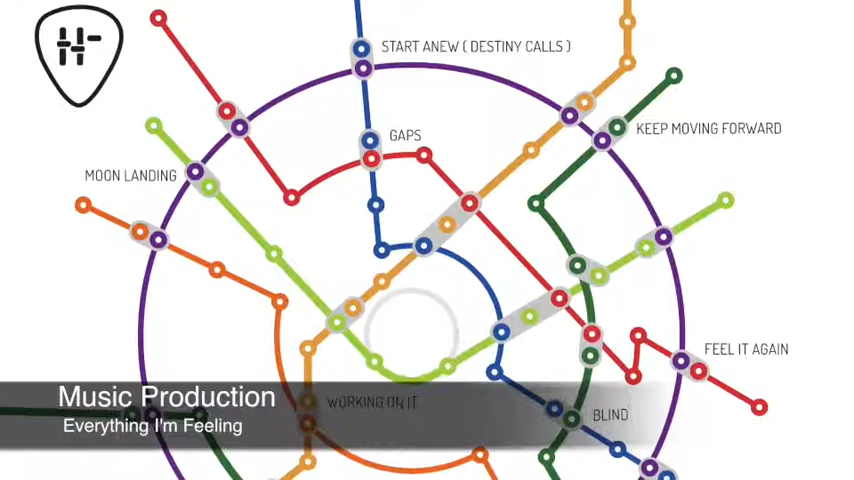 START ANEW ( DESTINY CALLS )
GAPS
KEEP MOVING FORWARD
MOON LANDING
FEEL IT AGAIN
Music Production
WORKING ON IT
BLIND
Everything I'm Feeling